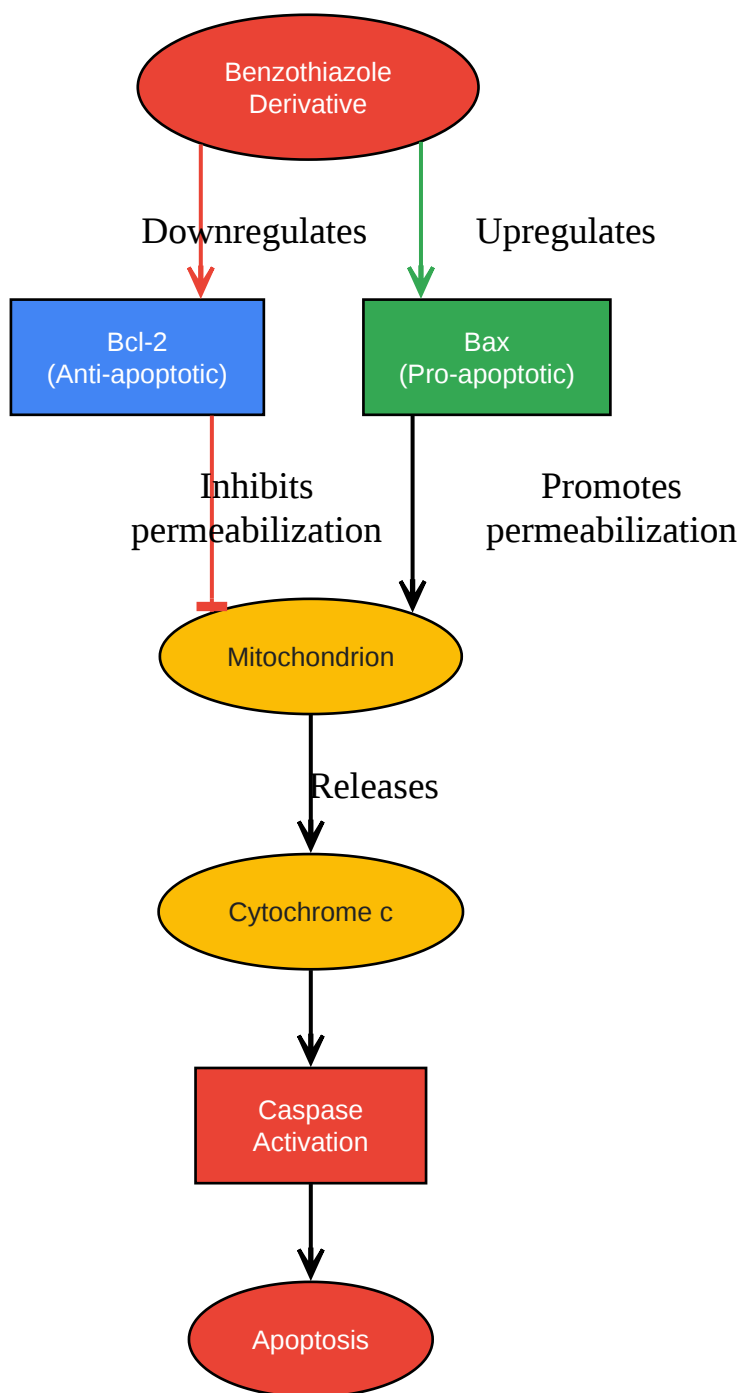 Benzothiazole
Derivative
Downregulates
Upregulates
Bcl-2
(Anti-apoptotic)
Bax
(Pro-apoptotic)
Inhibits
permeabilization
Promotes
permeabilization
Mitochondrion
Releases
Cytochrome c
Caspase
Activation
Apoptosis